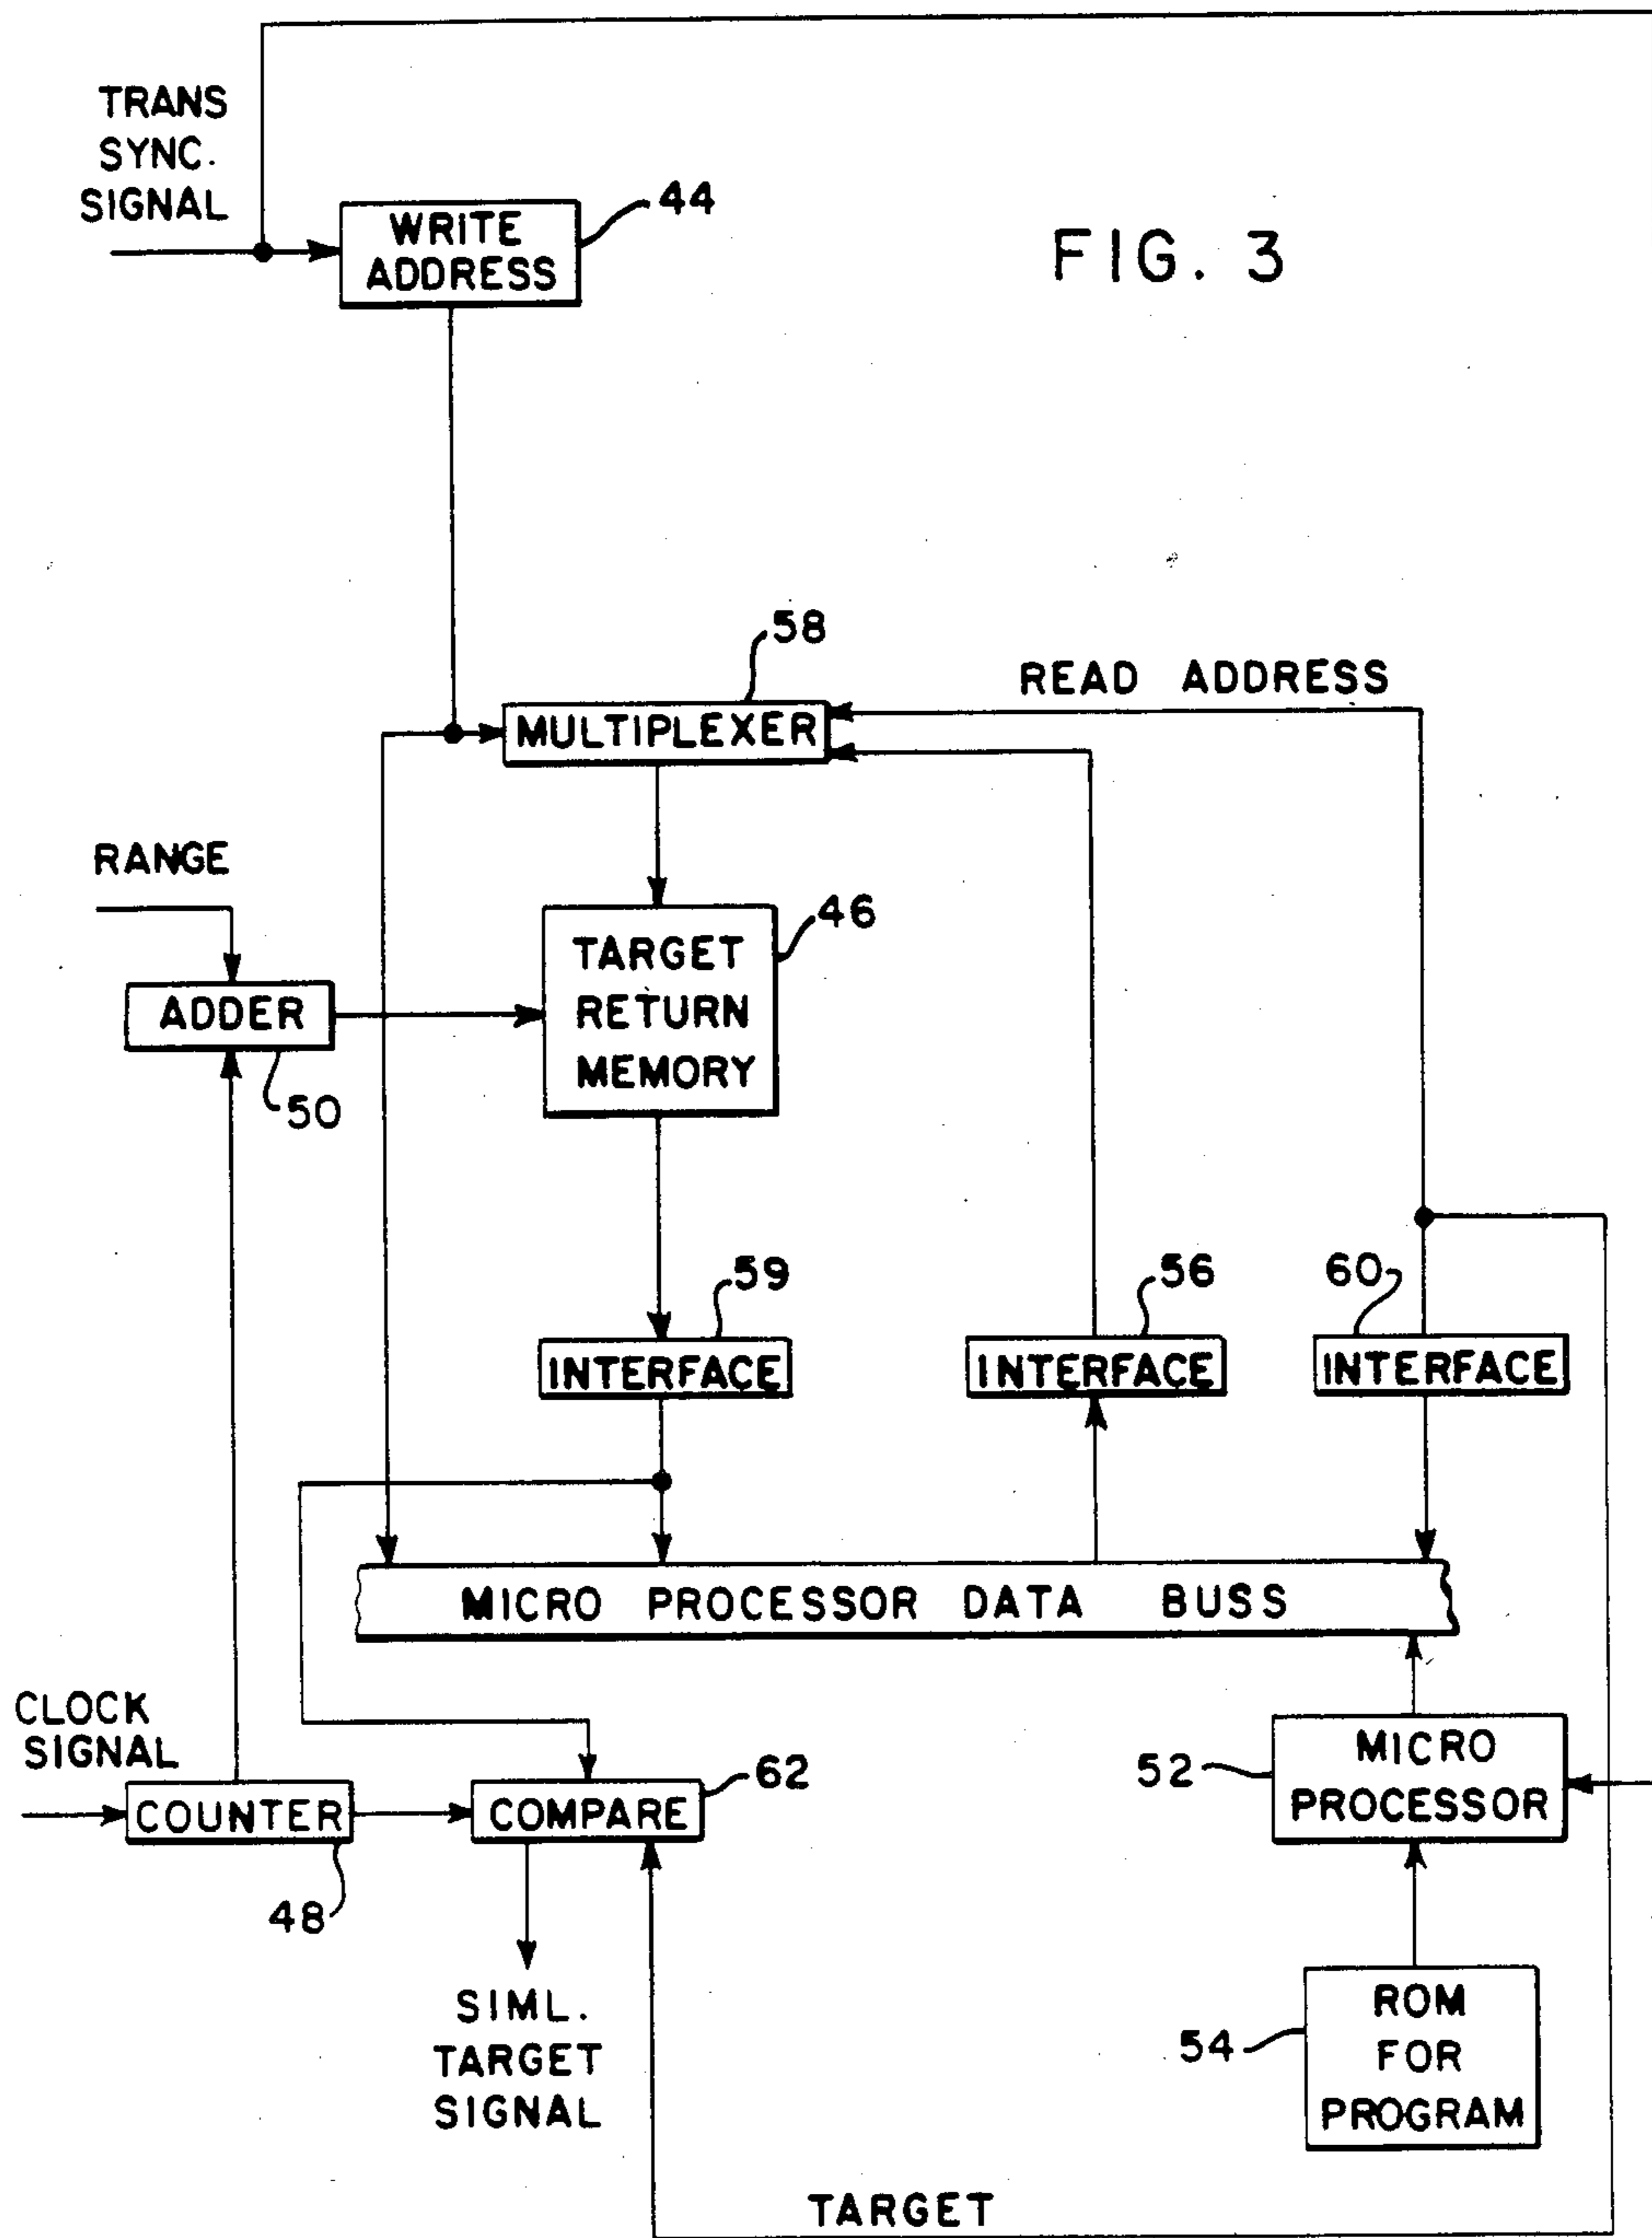 TRANS
SYNC.
SIGNAL
WRITE
ADDRESS
44
FIG. 3
58
MULTIPLEXER
READ ADDRESS
RANGE
46
TARGET
RETURN
MEMORY
ADDER
50
59
INTERFACE
56
INTERFACE
60
INTERFACE
MICRO PROCESSOR DATA BUSS
CLOCK
SIGNAL
COUNTER
48
62
COMPARE
52
MICRO
PROCESSOR
SIML.
TARGET
SIGNAL
54
ROM
FOR
PROGRAM
TARGET